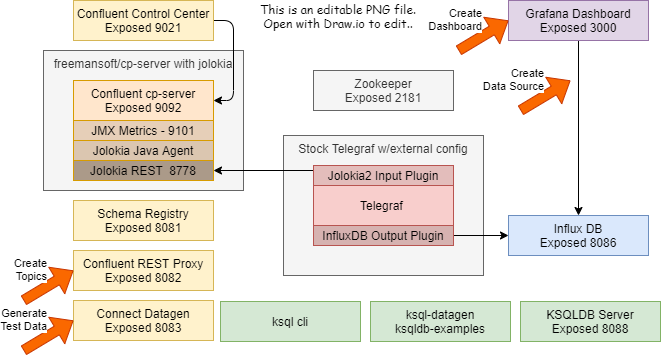 Confluent Control Center
Exposed 9021
This is an editable PNG file.
Open with Draw.io to edit..
Create
Dashboard
Grafana Dashboard
Exposed 3000
freemansoft/cp-server with jolokia
Confluent cp-server
Exposed 9092
JMX Metrics - 9101
Jolokia Java Agent
Jolokia REST 8778
Zookeeper
Exposed 2181
Create
Data Source
Stock Telegraf w/external config
Jolokia2 Input Plugin
Telegraf
InfluxDB Output Plugin
Schema Registry
Exposed 8081
Influx DB
Exposed 8086
Create
Topics
Confluent REST Proxy
Exposed 8082
Generate
Test Data
Connect Datagen
Exposed 8083
ksql cli
ksql-datagen
ksqldb-examples
KSQLDB Server
Exposed 8088